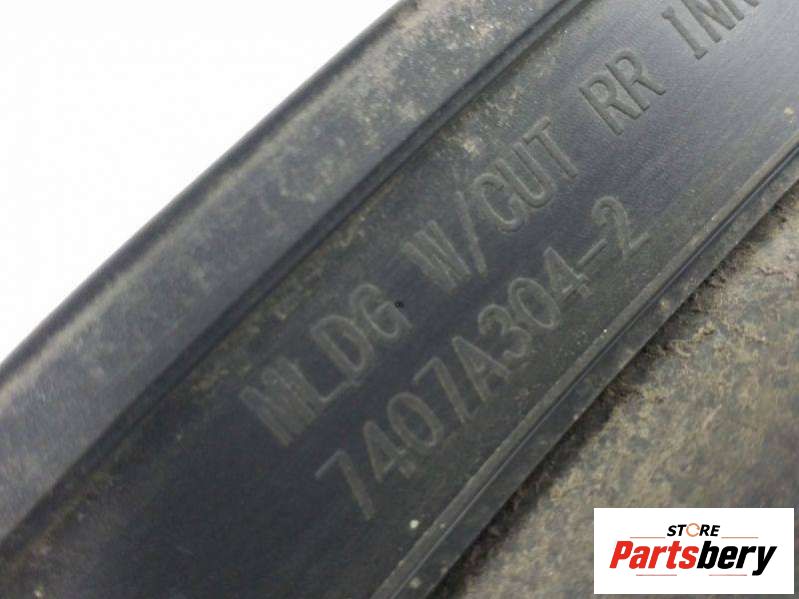 MLDG W/CUT RR
7407A304-2
STORE
Partsbery